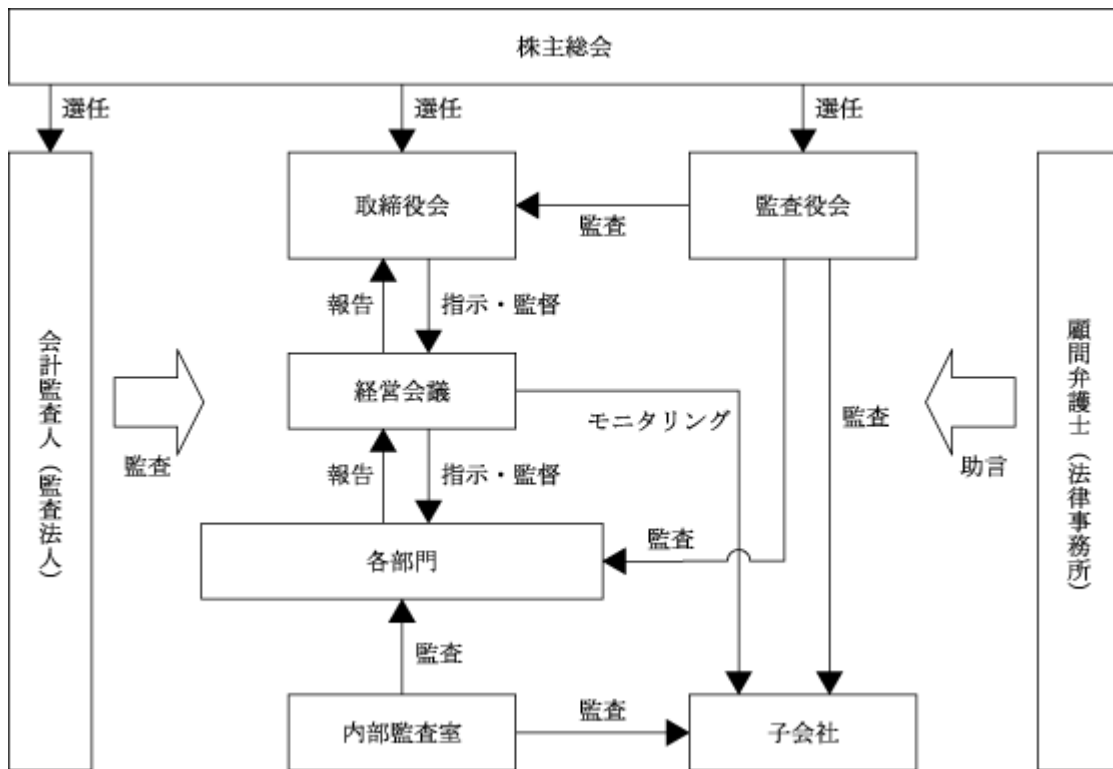 株主総会
選任
選任
選任
取締役会
監査役会
監査
報告
指示・監督
会計監査人（監査法人）
顧問弁護士（法律事務所）
経営会議
モニタリング
監査
監査
助言
報告
指示・監督
各部門
監査
監査
内部監査室
監査
子会社